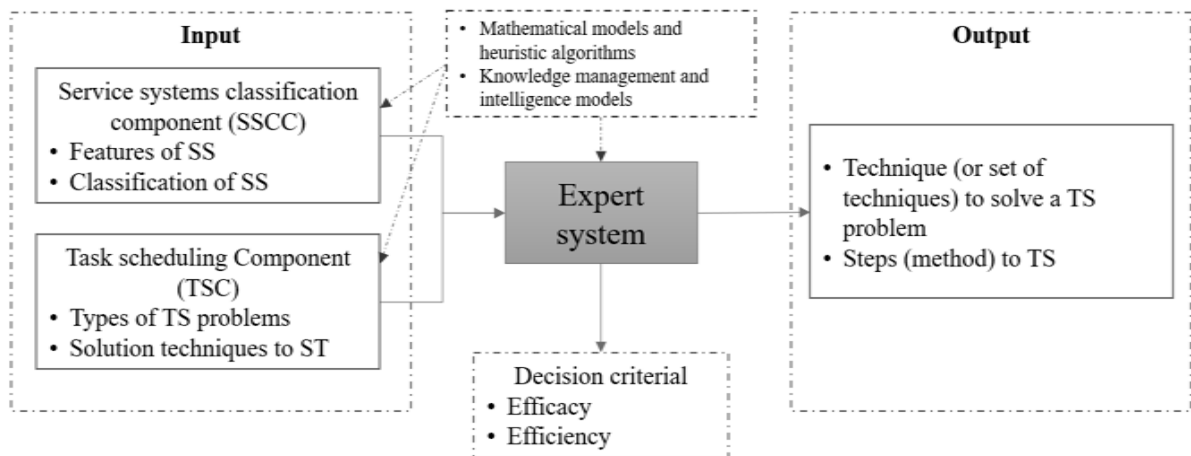 Input
Service systems classification
component (SSCC)
• Features of SS
• Classification of SS
Task scheduling Component
(TSC)
• Types of TS problems
• Solution techniques to ST
• Mathematical models and
heuristic algorithms
• Knowledge management and
intelligence models
Expert
system
Decision criterial
• Efficacy
• Efficiency
Output
• Technique (or set of
techniques) to solve a TS
problem
• Steps (method) to TS